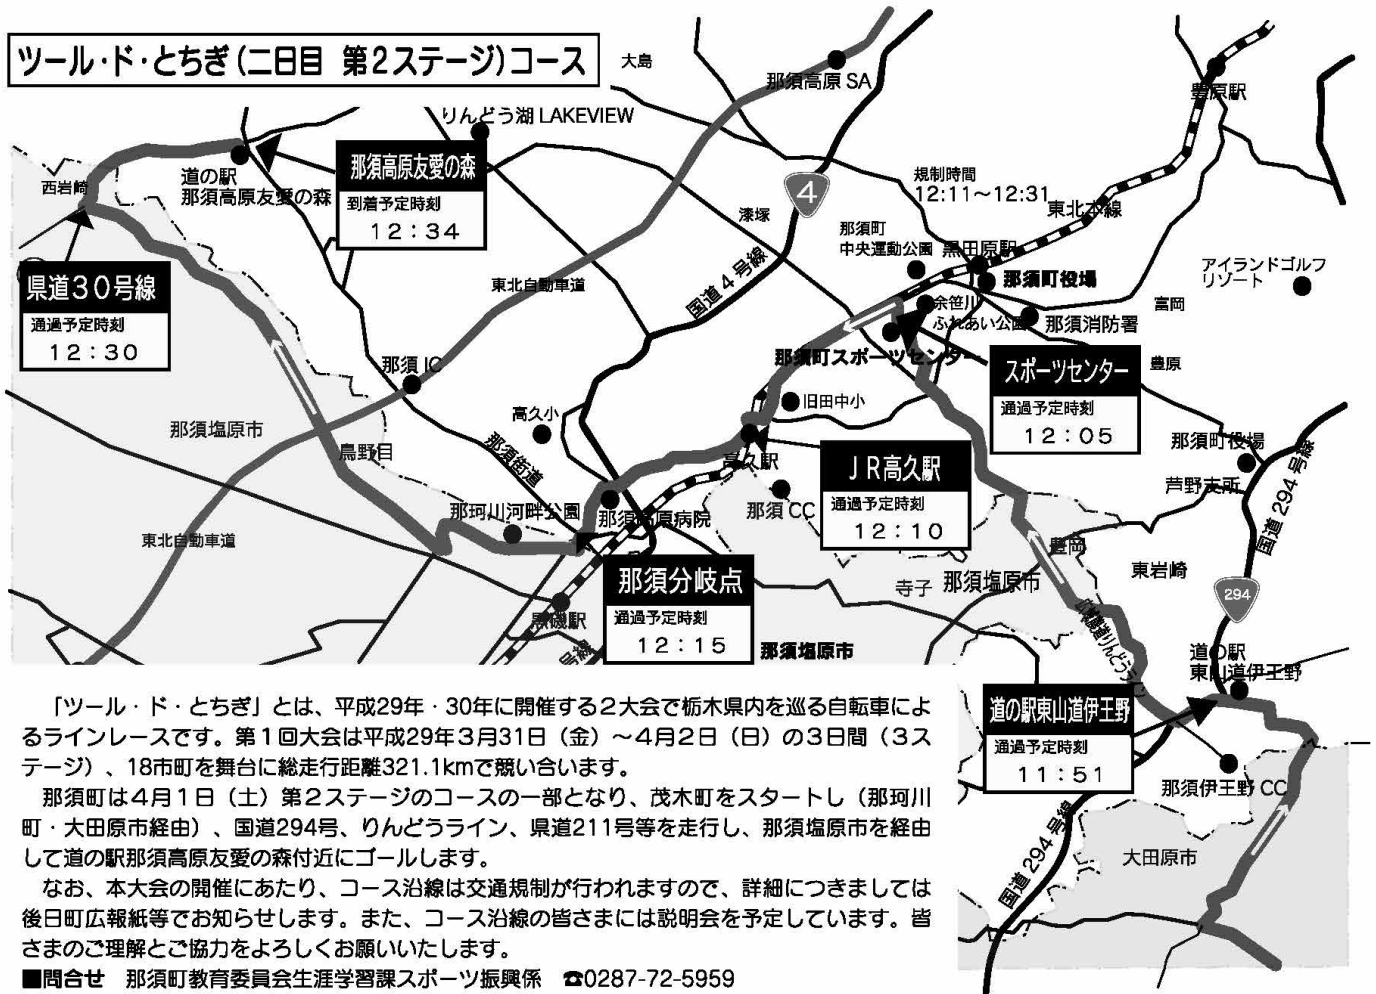 ツール・ド・とちぎ(二日目 第2ステージ)コース
大島
那須高原SA
豊原駅
りんどう湖 LAKEVIEW
西岩崎
道の駅
那須高原友愛の森
那須高原友愛の森
到着予定時刻
12:34
4
漆塚
規制時間
12:11~12:31
東北本線
那須町
中央運動公園
黒田原駅
那須町役場
アイランドゴルフ
リゾート
県道30号線
通過予定時刻
12:30
東北自動車道
国道4号線
余笹川
ふれあい公園
那須消防署
富岡
那須町スポーツセンター
スポーツセンター
通過予定時刻
12:05
豊原
那須IC
旧田中小
那須塩原市
鳥野目
高久小
那須街道
高久駅
JR高久駅
通過予定時刻
12:10
那須町役場
芦野支所
国道294号線
那珂川河畔公園
那須高原病院
那須CC
東北自動車道
豊岡
東岩崎
寺子
那須塩原市
294
黒磯駅
号線
那須分岐点
通過予定時刻
12:15
那須塩原市
広域農道りんどうライン
道の駅
東山道伊王野
道の駅東山道伊王野
通過予定時刻
11:51
那須伊王野CC
国道294号線
大田原市
「ツール・ド・とちぎ」とは、平成29年・30年に開催する2大会で栃木県内を巡る自転車によ
るラインレースです。第1回大会は平成29年3月31日(金)~4月2日(日)の3日間(3ス
テージ)、18市町を舞台に総走行距離321.1kmで競い合います。
那須町は4月1日(土)第2ステージのコースの一部となり、茂木町をスタートし(那珂川
町・大田原市経由)、国道294号、りんどうライン、県道211号等を走行し、那須塩原市を経由
して道の駅那須高原友愛の森付近にゴールします。
なお、本大会の開催にあたり、コース沿線は交通規制が行われますので、詳細につきましては
後日町広報紙等でお知らせします。また、コース沿線の皆さまには説明会を予定しています。皆
さまのご理解とご協力をよろしくお願いいたします。
■問合せ 那須町教育委員会生涯学習課スポーツ振興係 ☎0287-72-5959